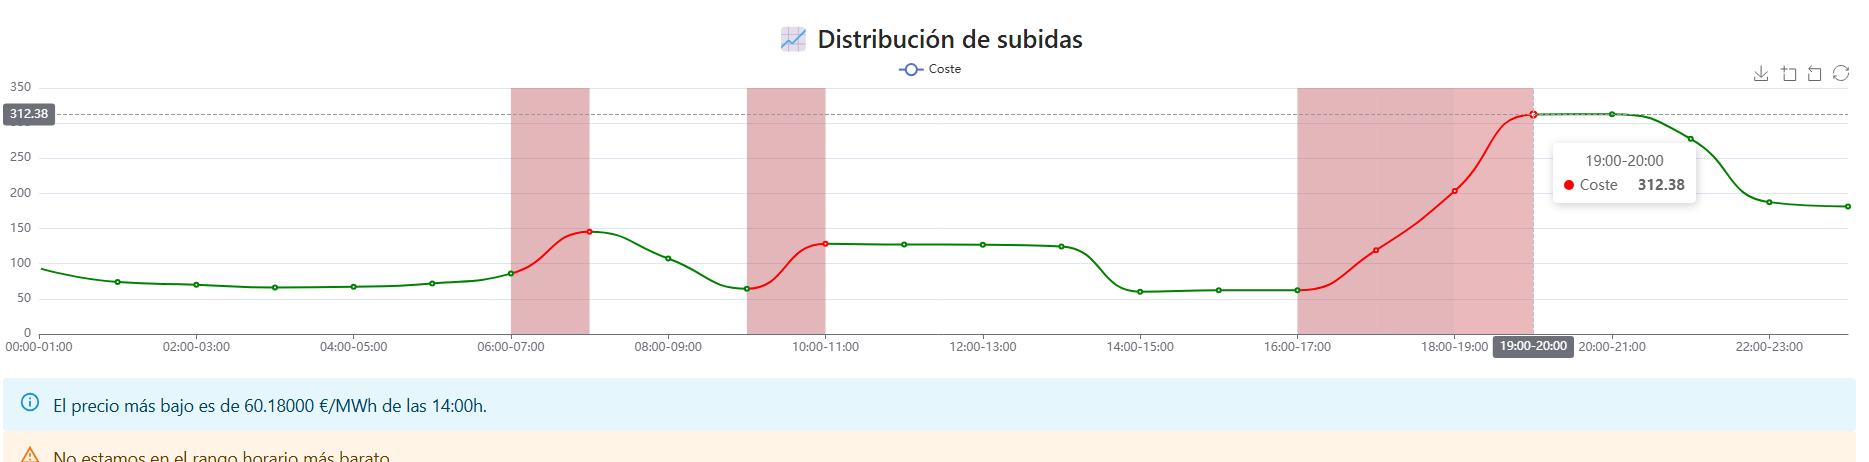 Distribución de subidas
Coste
350
312.38
250
200
150
100
50
0
19:00-20:00
Coste 312.38
00:00-01:00 02:00-03:00 04:00-05:00 06:00-07:00 08:00-09:00 10:00-11:00 12:00-13:00 14:00-15:00 16:00-17:00 18:00-19:00 19:00-20:00 20:00-21:00 22:00-23:00
El precio más bajo es de 60.18000 €/MWh de las 14:00h.
No estamos en el rango horario más barato